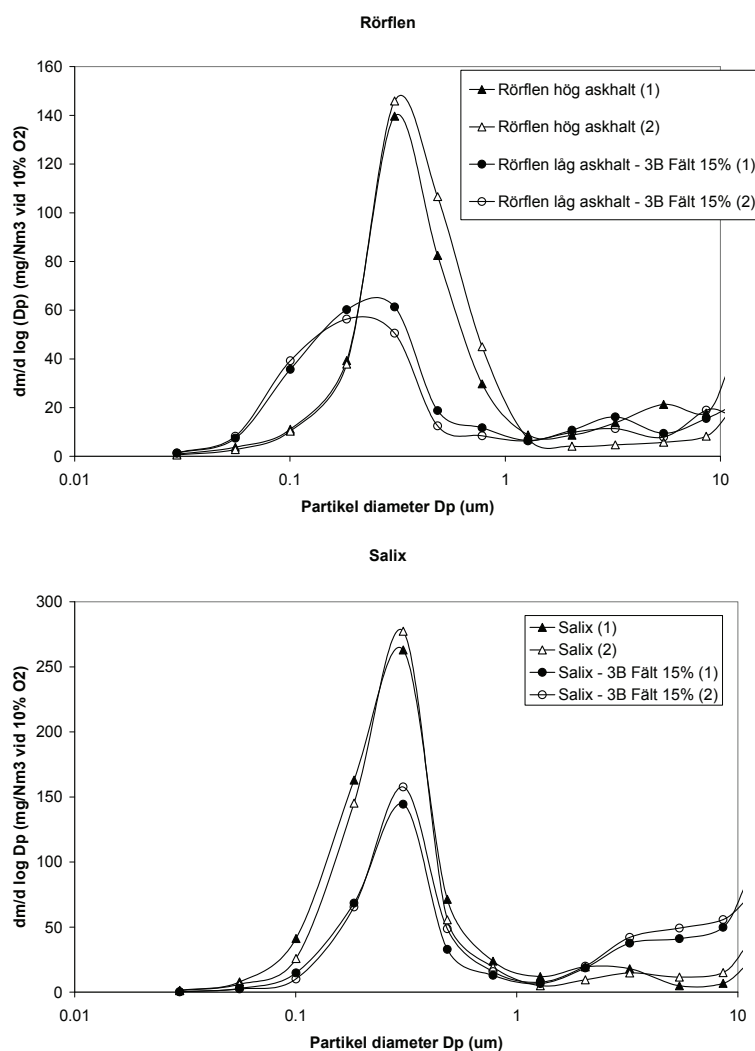 Rörflen
160
140
120
100
80
60
40
20
0
dm/d log (Dp) (mg/Nm3 vid 10% O2)
Rörflen hög askhalt (1)
Rörflen hög askhalt (2)
Rörflen låg askhalt - 3B Fält 15% (1)
Rörflen låg askhalt - 3B Fält 15% (2)
0.01 0.1 1 10
Partikel diameter Dp (um)
Salix
300
250
200
150
100
50
0
dm/d log Dp (mg/Nm3 vid 10% O2)
Salix (1)
Salix (2)
Salix - 3B Fält 15% (1)
Salix - 3B Fält 15% (2)
0.01 0.1 1 10
Partikel diameter Dp (um)